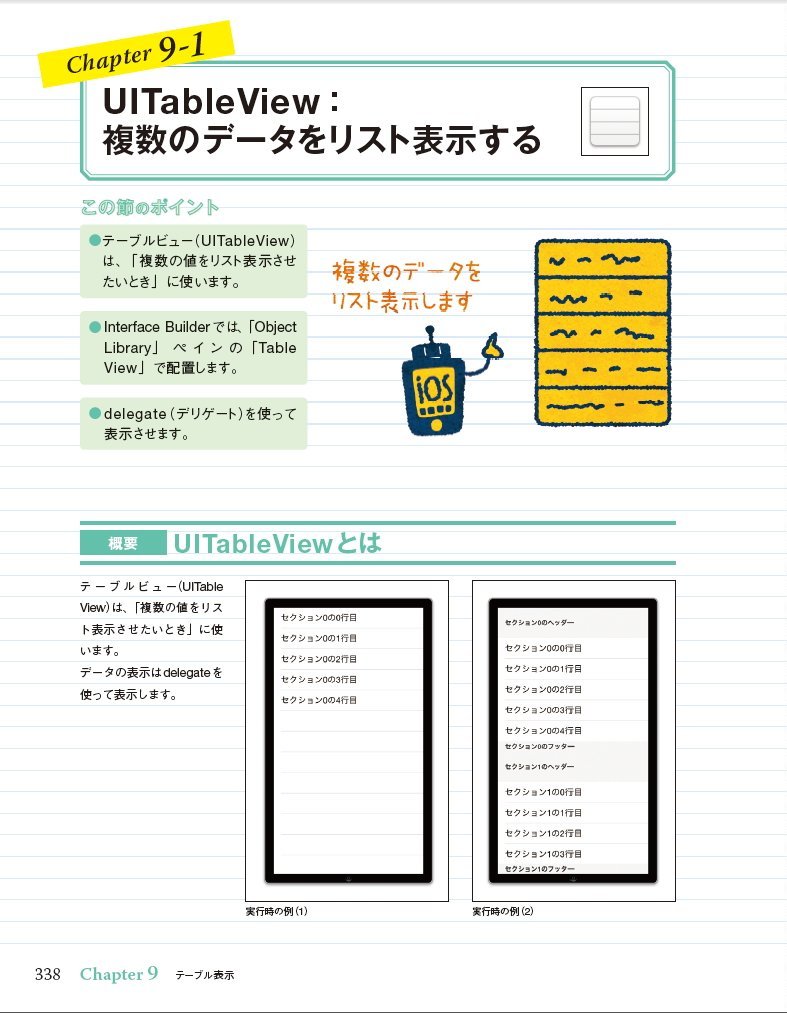 Chapter 9-1
UITableView：
複数のデータをリスト表示する
この節のポイント
●テーブルビュー（UITableView）
は、「複数の値をリスト表示させ
たいとき」に使います。
複数のデータを
リスト表示します
●Interface Builderでは、「Object
Library」ペインの「Table
View」で配置します。
iOS
●delegate（デリゲート）を使って
表示させます。
概要 UITableViewとは
テーブルビュー（UITable
View）は、「複数の値をリス
ト表示させたいとき」に使
います。
データの表示はdelegateを
使って表示します。
セクション0の0行目
セクション0の1行目
セクション0の2行目
セクション0の3行目
セクション0の4行目
実行時の例（1）
セクション0のヘッダー
セクション0の0行目
セクション0の1行目
セクション0の2行目
セクション0の3行目
セクション0の4行目
セクション0のフッター
セクション1のヘッダー
セクション1の0行目
セクション1の1行目
セクション1の2行目
セクション1の3行目
セクション1のフッター
実行時の例（2）
338 Chapter 9 テーブル表示